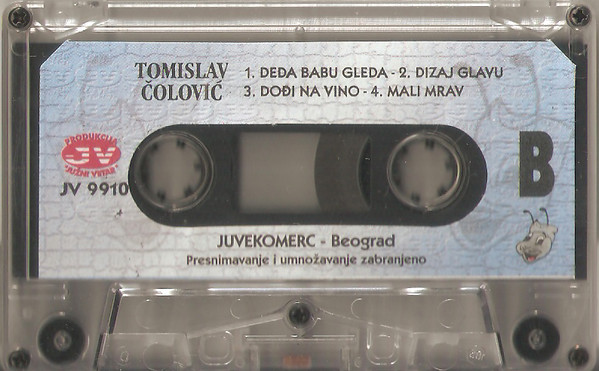 TOMISLAV
ČOLOVIĆ
1. DEDA BABU GLEDA - 2. DIZAJ GLAVU
3. DOĐI NA VINO - 4. MALI MRAV
PRODUKCIJA
JV
"JUŽNI VETAR"
JV 9910
B
JUVEKOMERC - Beograd
Presnimavanje i umnožavanje zabranjeno